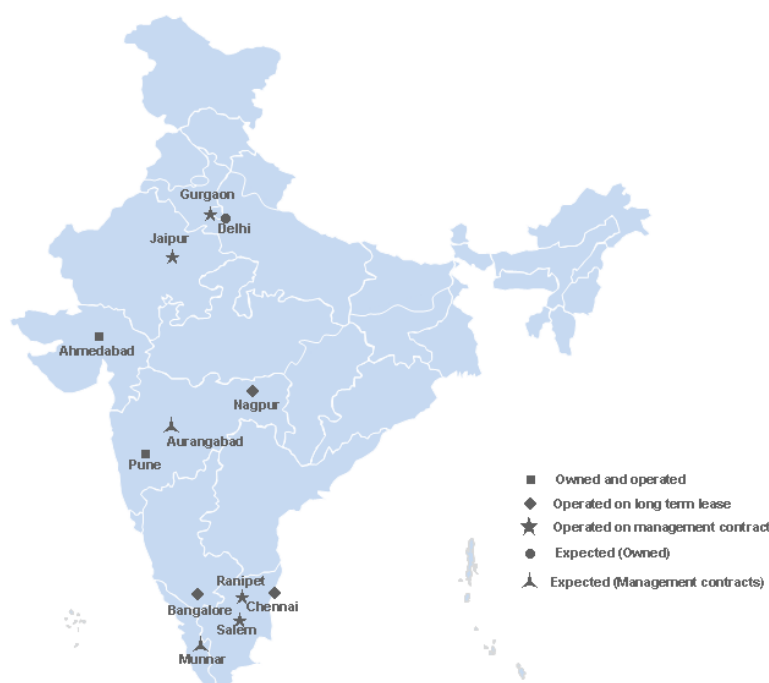 Gurgaon
Delhi
Jaipur
Ahmedabad
Nagpur
Aurangabad
Pune
Owned and operated
Operated on long term lease
Operated on management contract
Expected (Owned)
Expected (Management contracts)
Ranipet
Chennai
Bangalore
Salem
Munnar